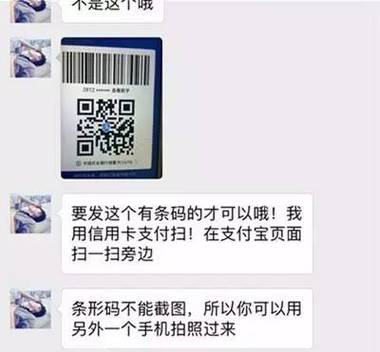 不是这个哦
要发这个有条码的才可以哦！我
用信用卡支付扫！在支付宝页面
扫一扫旁边
条形码不能截图，所以你可以用
另外一个手机拍照过来